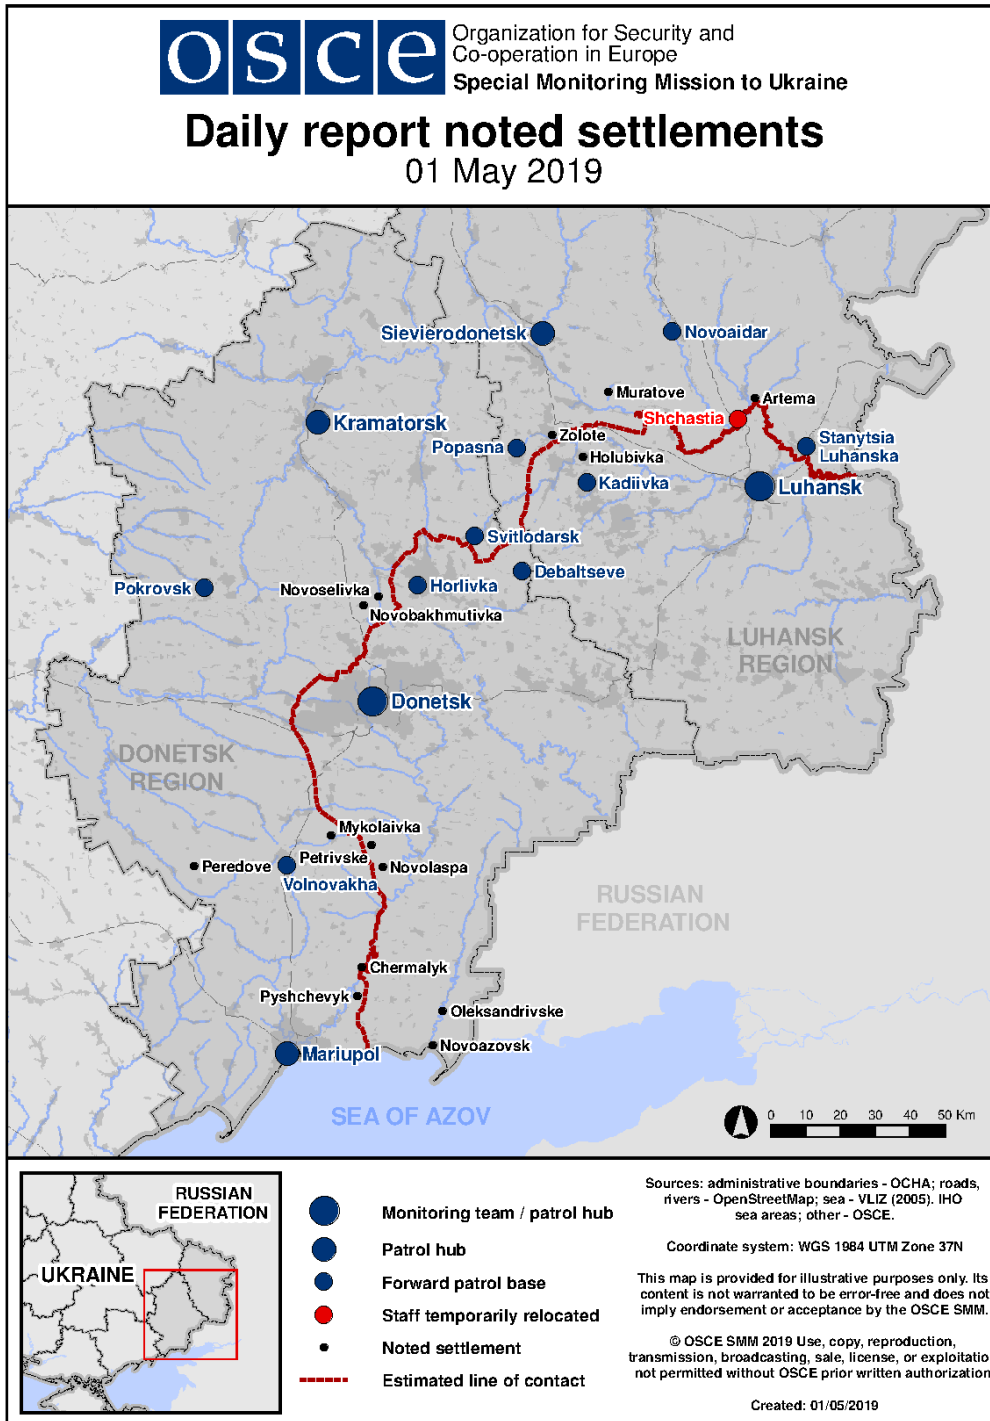 osce
Organization for Security and
Co-operation in Europe
Special Monitoring Mission to Ukraine
Daily report noted settlements
01 May 2019
Sievierodonetsk
Novoaidar
Muratove
Artema
Shchastia
Kramatorsk
Zolote
Stanytsia
Luhanska
Popasna
Holubivka
Kadiivka
Luhansk
Svitlodarsk
Debaltseve
Horlivka
Pokrovsk
Novoselivka
Novobakhmutivka
LUHANSK
REGION
Donetsk
DONETSK
REGION
Mykolaivka
Petrivske
Peredove
Novolaspa
Volnovakha
RUSSIAN
FEDERATION
Chermalyk
Pyshchevyk
Oleksandrivske
Novoazovsk
Mariupol
SEA OF AZOV
0 10 20 30 40 50 Km
RUSSIAN
FEDERATION
UKRAINE
Monitoring team / patrol hub
Patrol hub
Forward patrol base
Staff temporarily relocated
Noted settlement
Estimated line of contact
Sources: administrative boundaries - OCHA; roads,
rivers - OpenStreetMap; sea - VLIZ (2005). IHO
sea areas; other - OSCE.
Coordinate system: WGS 1984 UTM Zone 37N
This map is provided for illustrative purposes only. Its
content is not warranted to be error-free and does not
imply endorsement or acceptance by the OSCE SMM.
© OSCE SMM 2019 Use, copy, reproduction,
transmission, broadcasting, sale, license, or exploitatio
not permitted without OSCE prior written authorization
Created: 01/05/2019